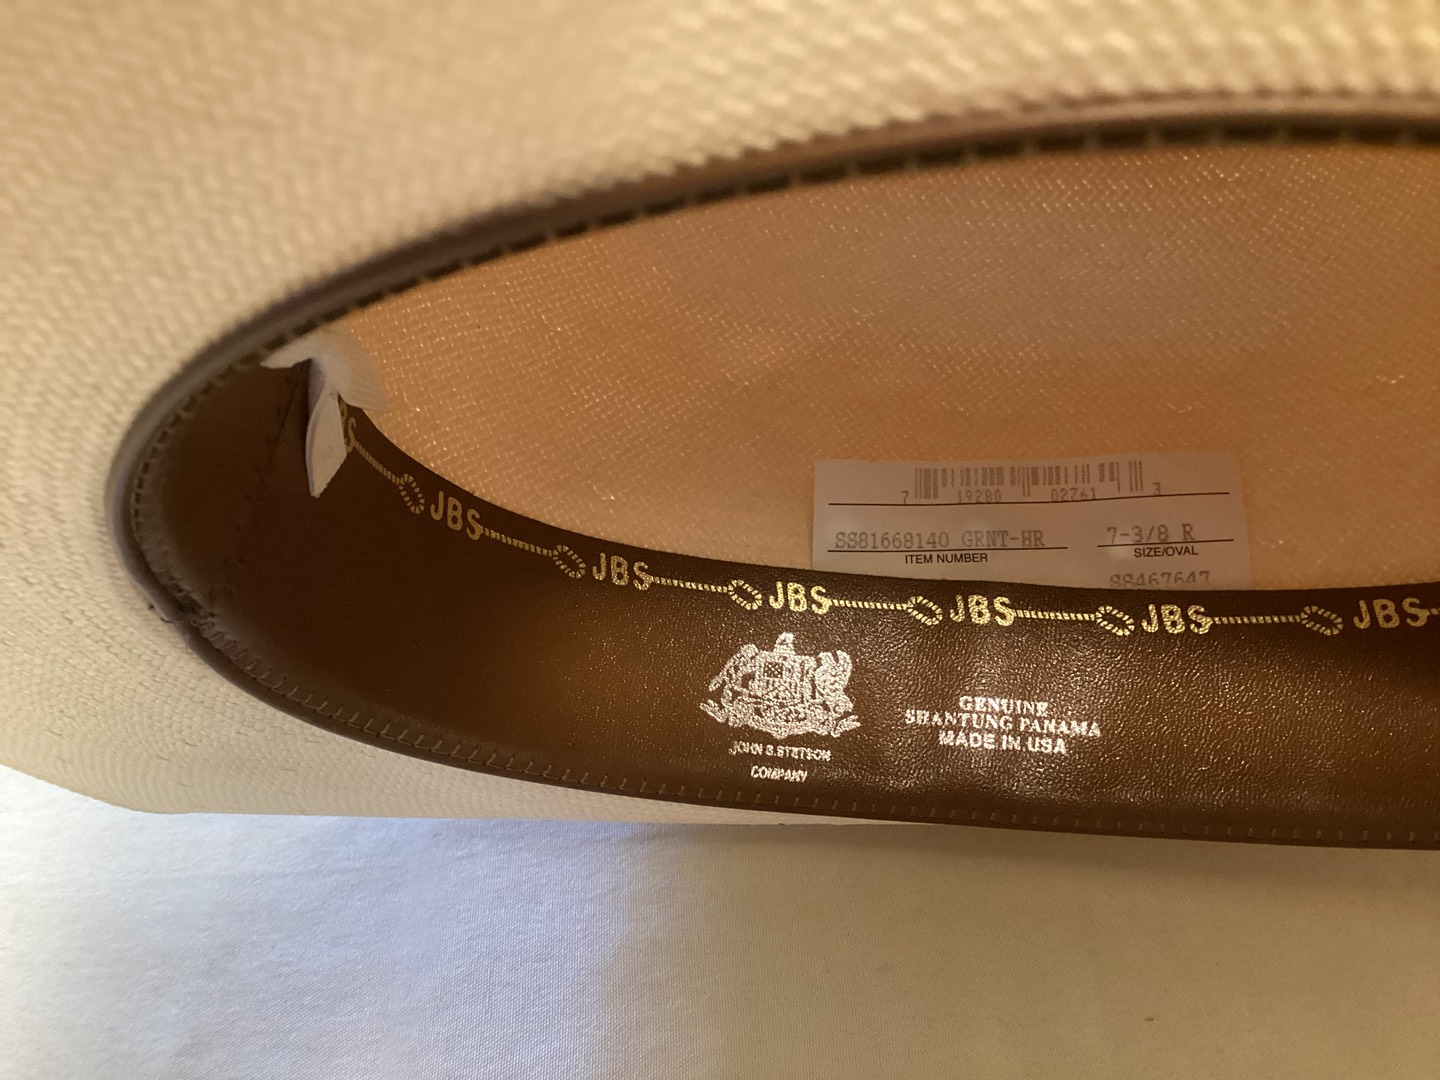 7 19280 02761 3
SS81668140 GRNT-HR 7-3/8 R
ITEM NUMBER SIZE/OVAL
SS467647
JBS JBS JBS JBS JBS JBS
JOHN B. STETSON
COMPANY
GENUINE
SHANTUNG PANAMA
MADE IN USA